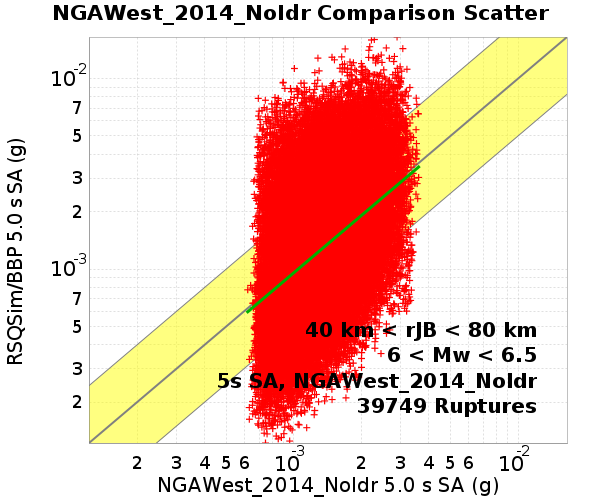 NGAWest_2014_NoIdr Comparison Scatter
RSQSim/BBP 5.0 s SA (g)
10-2
7
5
3
2
10-3
7
5
3
2
40 km < rJB < 80 km
6 < Mw < 6.5
5s SA, NGAWest_2014_NoIdr
39749 Ruptures
2 3 4 5 6 10-3 2 3 4 5 6 10-2
NGAWest_2014_NoIdr 5.0 s SA (g)